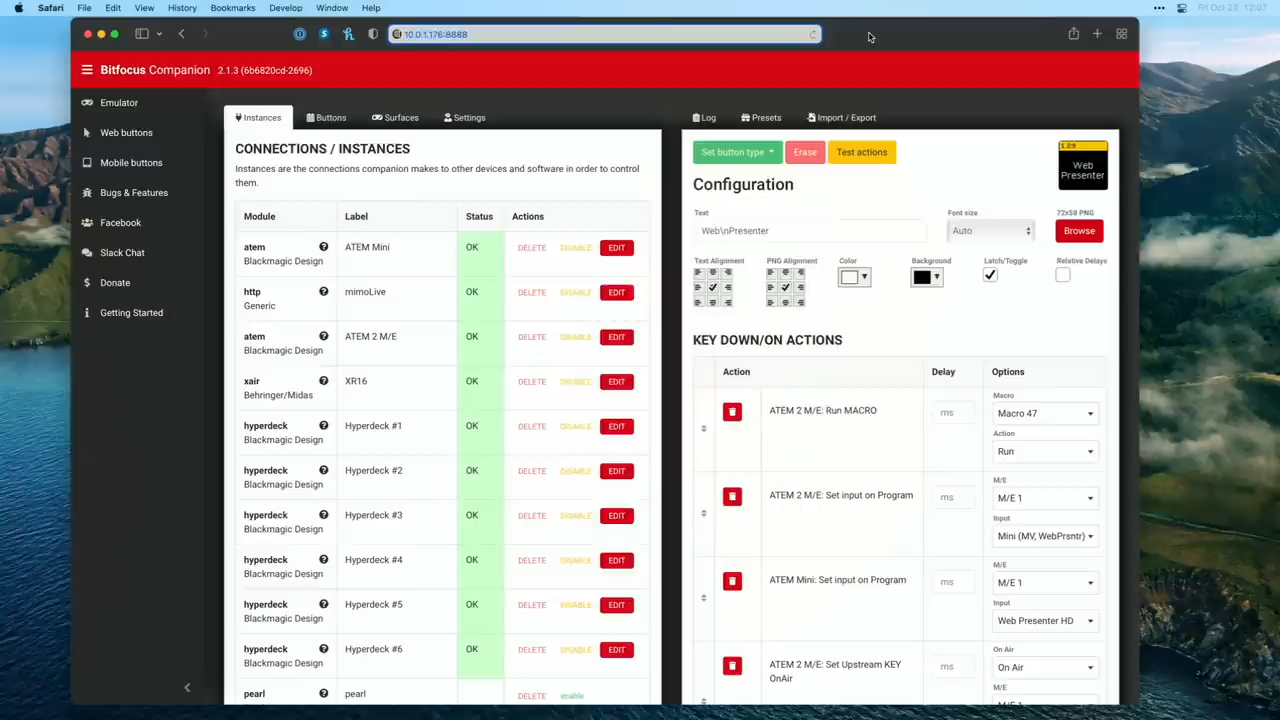 Safari File Edit View History Bookmarks Develop Window Help
Fri Oct 23 12:07
10.0.1.176:8888
Bitfocus Companion 2.1.3 (6b6820cd-2696)
Emulator
Web buttons
Mobile buttons
Bugs & Features
Facebook
Slack Chat
Donate
Getting Started
Instances Buttons Surfaces Settings
CONNECTIONS / INSTANCES
Instances are the connections companion makes to other devices and software in order to control
them.
Module Label Status Actions
atem ATEM Mini OK DELETE DISABLE EDIT
Blackmagic Design
http mimoLive OK DELETE DISABLE EDIT
Generic
atem ATEM 2 M/E OK DELETE DISABLE EDIT
Blackmagic Design
xair XR16 OK DELETE DISABLE EDIT
Behringer/Midas
hyperdeck Hyperdeck #1 OK DELETE DISABLE EDIT
Blackmagic Design
hyperdeck Hyperdeck #2 OK DELETE DISABLE EDIT
Blackmagic Design
hyperdeck Hyperdeck #3 OK DELETE DISABLE EDIT
Blackmagic Design
hyperdeck Hyperdeck #4 OK DELETE DISABLE EDIT
Blackmagic Design
hyperdeck Hyperdeck #5 OK DELETE DISABLE EDIT
Blackmagic Design
hyperdeck Hyperdeck #6 OK DELETE DISABLE EDIT
Blackmagic Design
pearl pearl DELETE enable
Log Presets Import / Export
Set button type Erase Test actions
1.29
Web
Presenter
Configuration
Text Font size 72x58 PNG
Web\nPresenter Auto Browse
Text Alignment PNG Alignment Color Background Latch/Toggle Relative Delays
KEY DOWN/ON ACTIONS
Action Delay Options
Macro
ATEM 2 M/E: Run MACRO ms Macro 47
Action
Run
M/E
ATEM 2 M/E: Set input on Program ms M/E 1
Input
Mini (MV, WebPrsntr)
M/E
ATEM Mini: Set input on Program ms M/E 1
Input
Web Presenter HD
On Air
ATEM 2 M/E: Set Upstream KEY ms On Air
OnAir
M/E
M/E 1